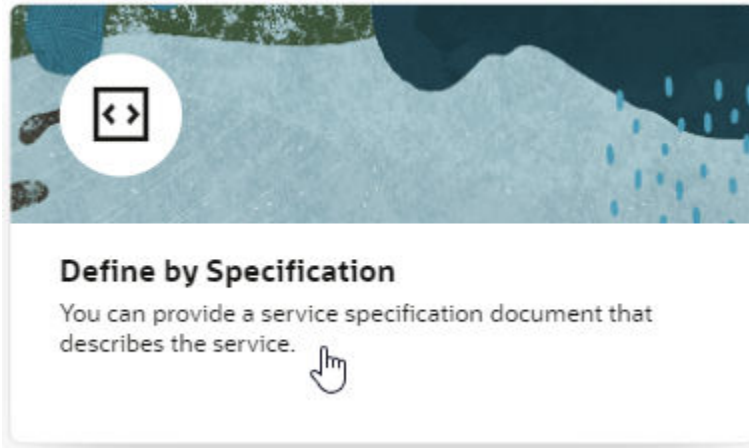 Define by Specification
You can provide a service specification document that
describes the service.